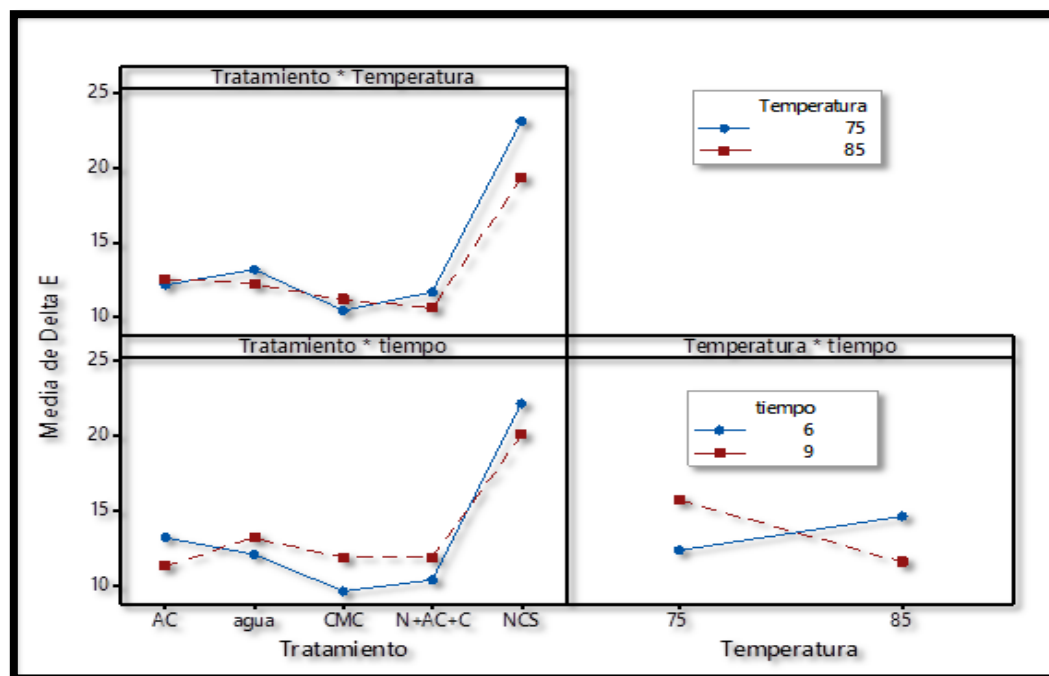 Tratamiento * Temperatura
25
20
15
10
Temperatura
75
85
Media de Delta E
Tratamiento * tiempo
Temperatura * tiempo
25
20
15
10
tiempo
6
9
AC agua CMC N+AC+C NCS
75 85
Tratamiento
Temperatura